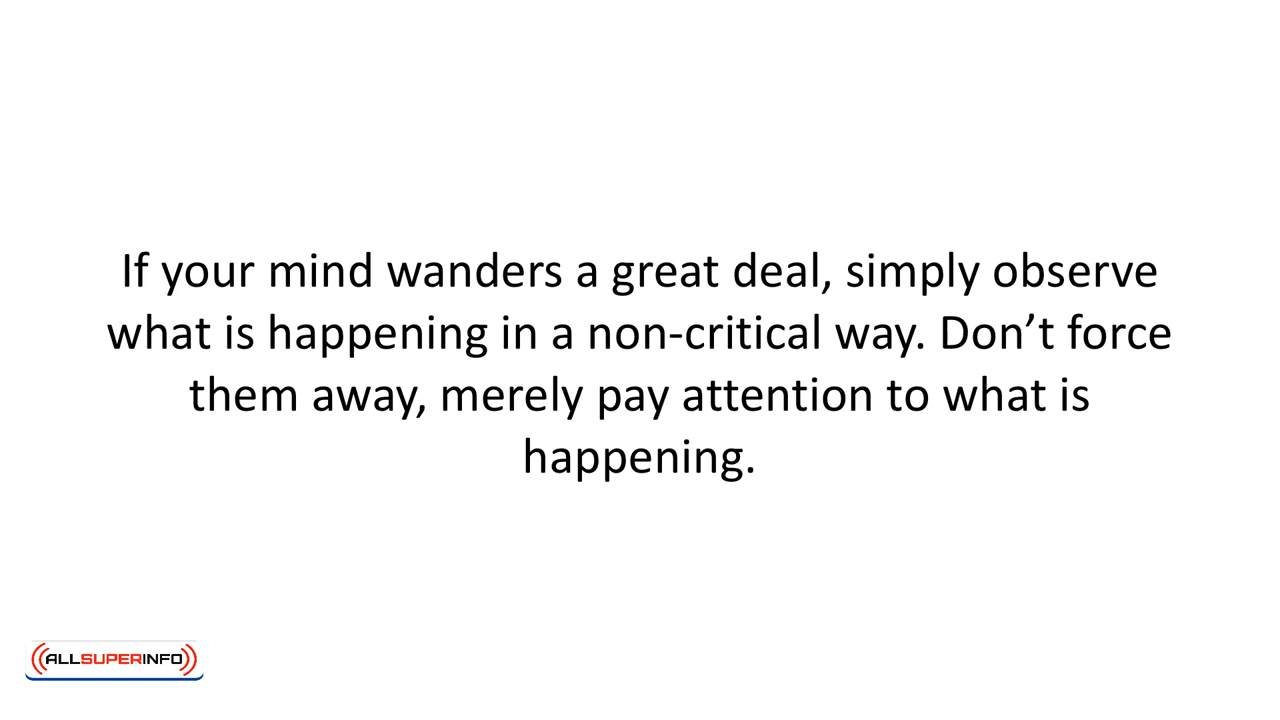 If your mind wanders a great deal, simply observe
what is happening in a non-critical way. Don’t force
them away, merely pay attention to what is
happening.
ALLSUPERINFO